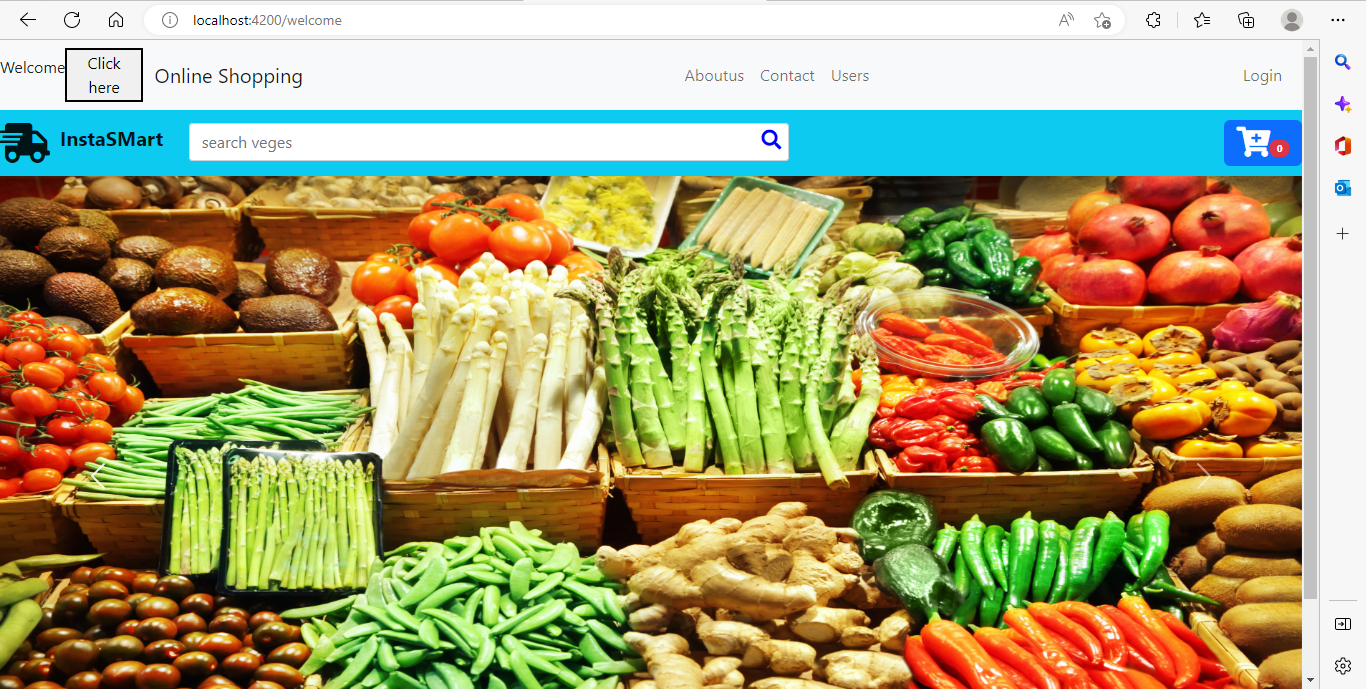 localhost:4200/welcome
Welcome
Click
here
Online Shopping
Aboutus
Contact
Users
Login
InstaSMart
search veges
0